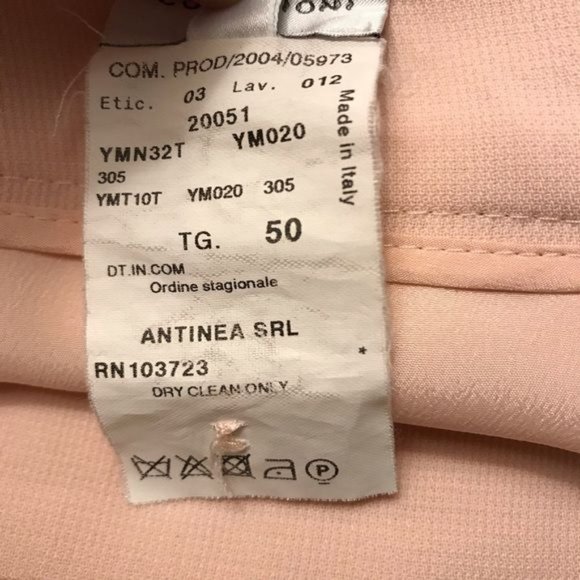 COM. PROD/2004/05973
Etic. 03 Lav. 012
20051
YMN32T YM020
305
YMT10T YM020 305
TG. 50
DT.IN.COM
Ordine stagionale
ANTINEA SRL
*
RN103723
DRY CLEAN ONLY
P
Made in Italy